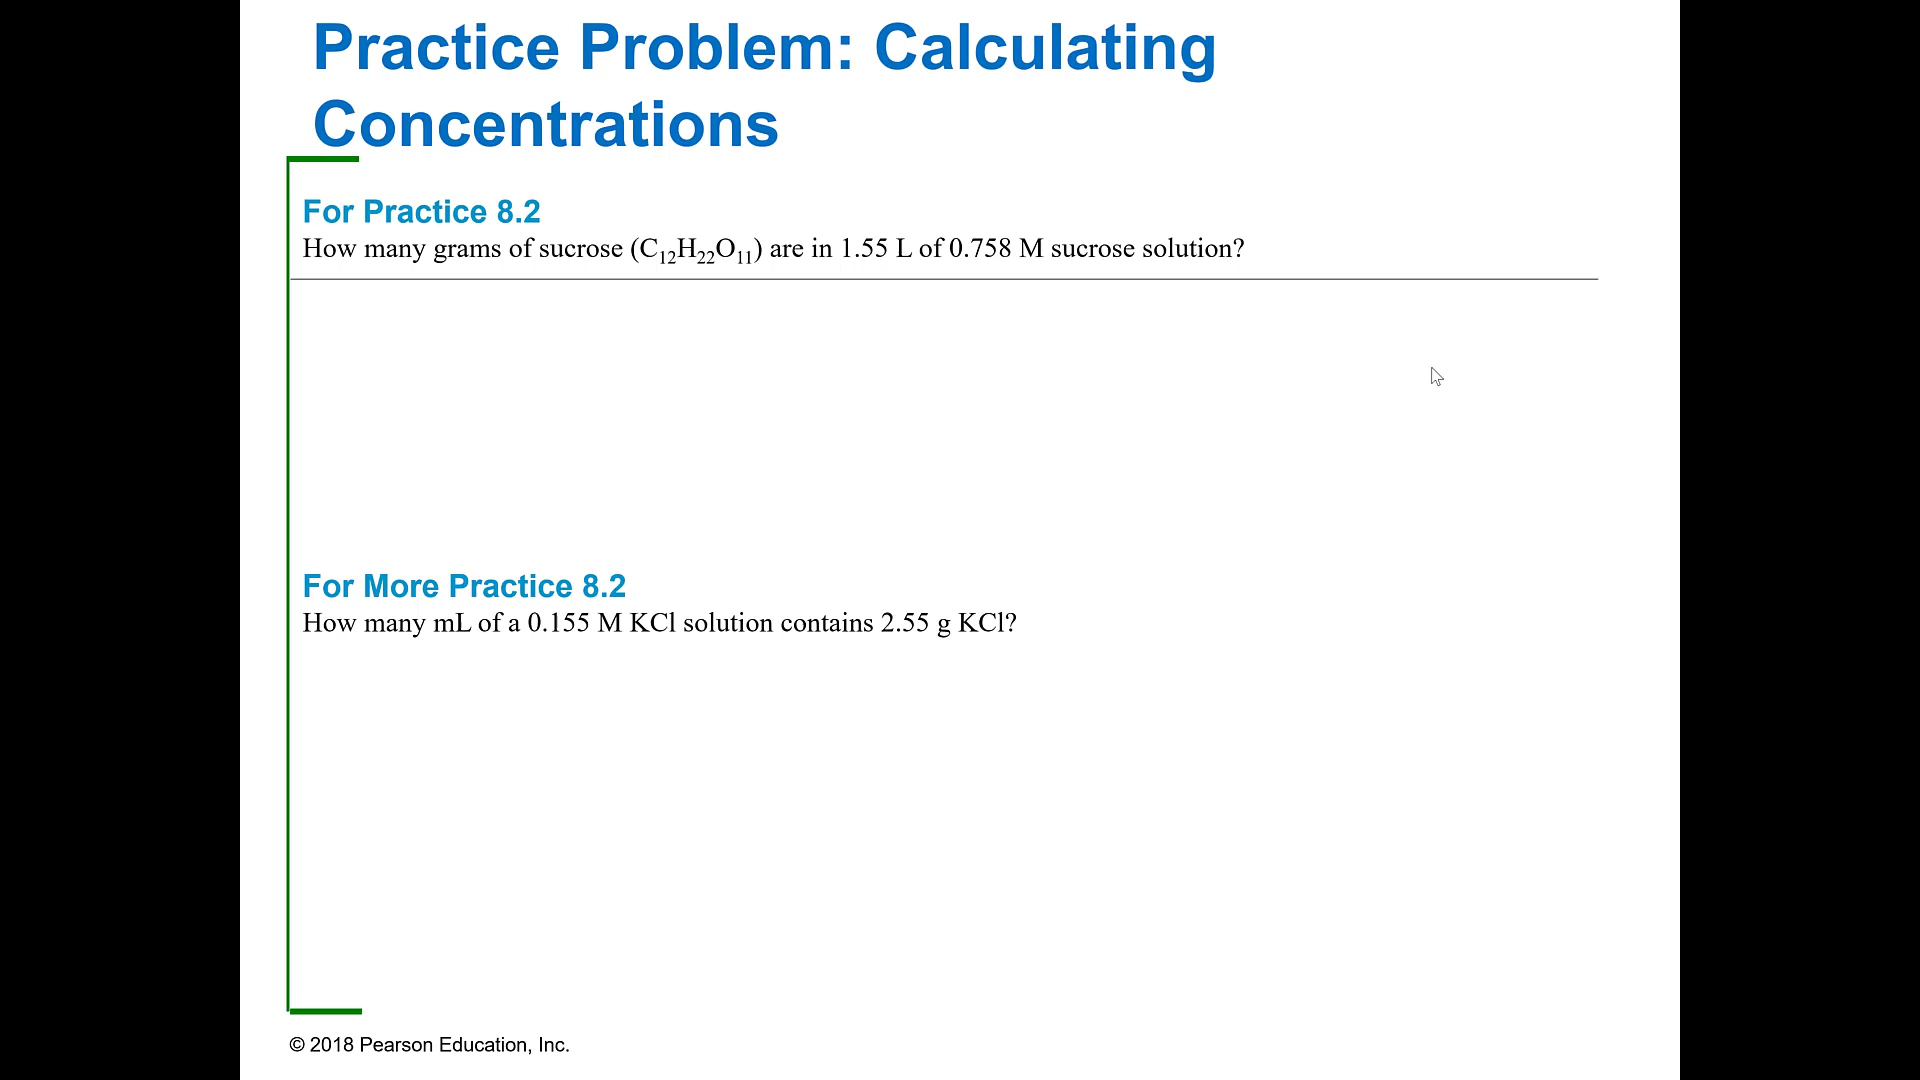 Practice Problem: Calculating
Concentrations
For Practice 8.2
How many grams of sucrose (C₁₂H₂₂O₁₁) are in 1.55 L of 0.758 M sucrose solution?
For More Practice 8.2
How many mL of a 0.155 M KCl solution contains 2.55 g KCl?
© 2018 Pearson Education, Inc.